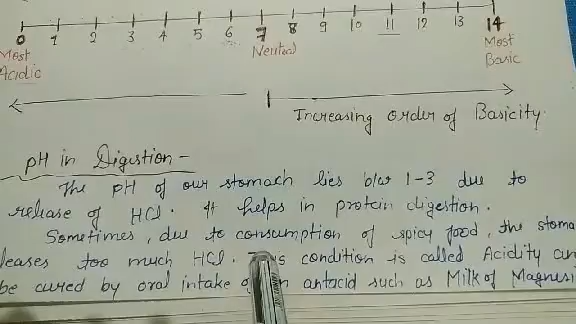 0 1 2 3 4 5 6 7 8 9 10 11 12 13 14
Most Acidic
Neutral
Most Basic
Increasing order of Basicity
pH in Digestion -
The pH of our stomach lies b/w 1-3 due to
release of HCl. It helps in protein digestion.
Sometimes, due to consumption of spicy food, the stoma
leases too much HCl. condition is called Acidity an
be cured by oral intake antacid such as Milk of Magnesi